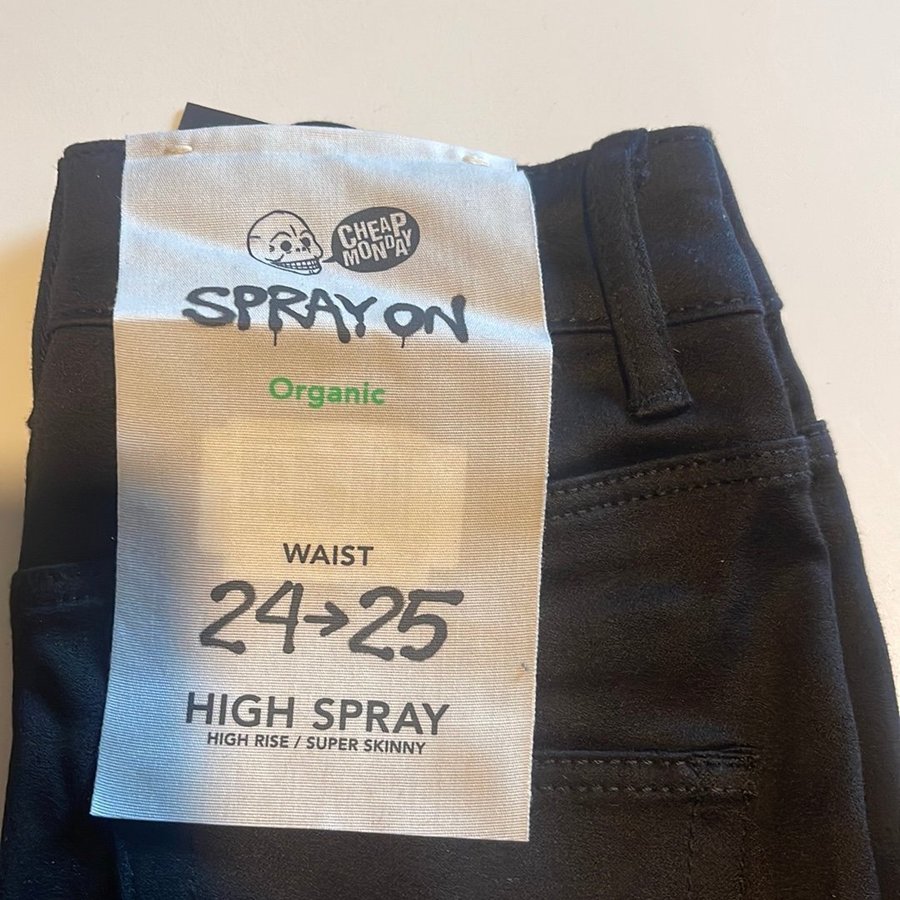 CHEAP
MONDAY
SPRAY ON
Organic
WAIST
24→25
HIGH SPRAY
HIGH RISE / SUPER SKINNY